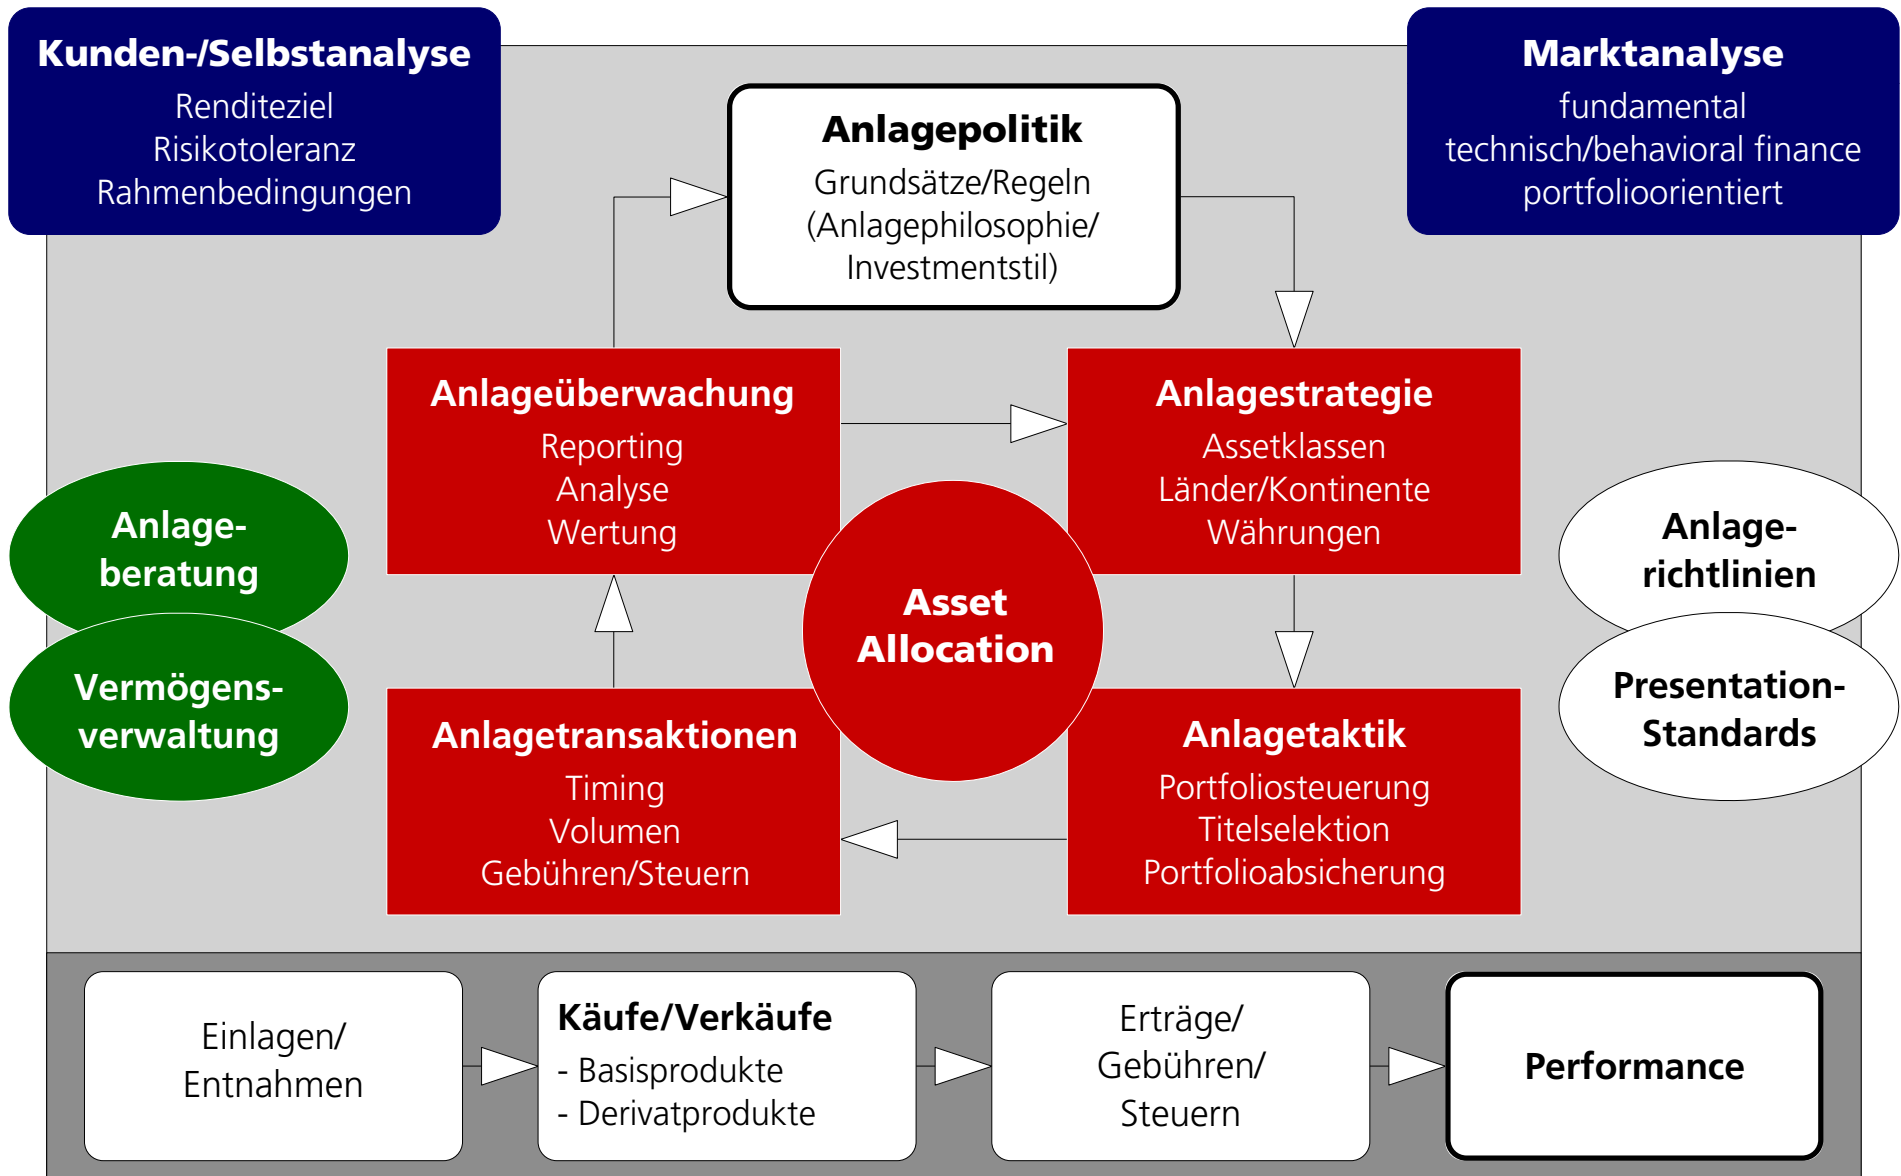 Kunden-/Selbstanalyse
Renditeziel
Risikotoleranz
Rahmenbedingungen
Marktanalyse
fundamental
technisch/behavioral finance
portfolioorientiert
Anlagepolitik
Grundsätze/Regeln
(Anlagephilosophie/
Investmentstil)
Anlageüberwachung
Reporting
Analyse
Wertung
Anlagestrategie
Assetklassen
Länder/Kontinente
Währungen
Anlage-
beratung
Vermögens-
verwaltung
Asset
Allocation
Anlage-
richtlinien
Presentation-
Standards
Anlagetransaktionen
Timing
Volumen
Gebühren/Steuern
Anlagetaktik
Portfoliosteuerung
Titelselektion
Portfolioabsicherung
Einlagen/
Entnahmen
Käufe/Verkäufe
- Basisprodukte
- Derivatprodukte
Erträge/
Gebühren/
Steuern
Performance